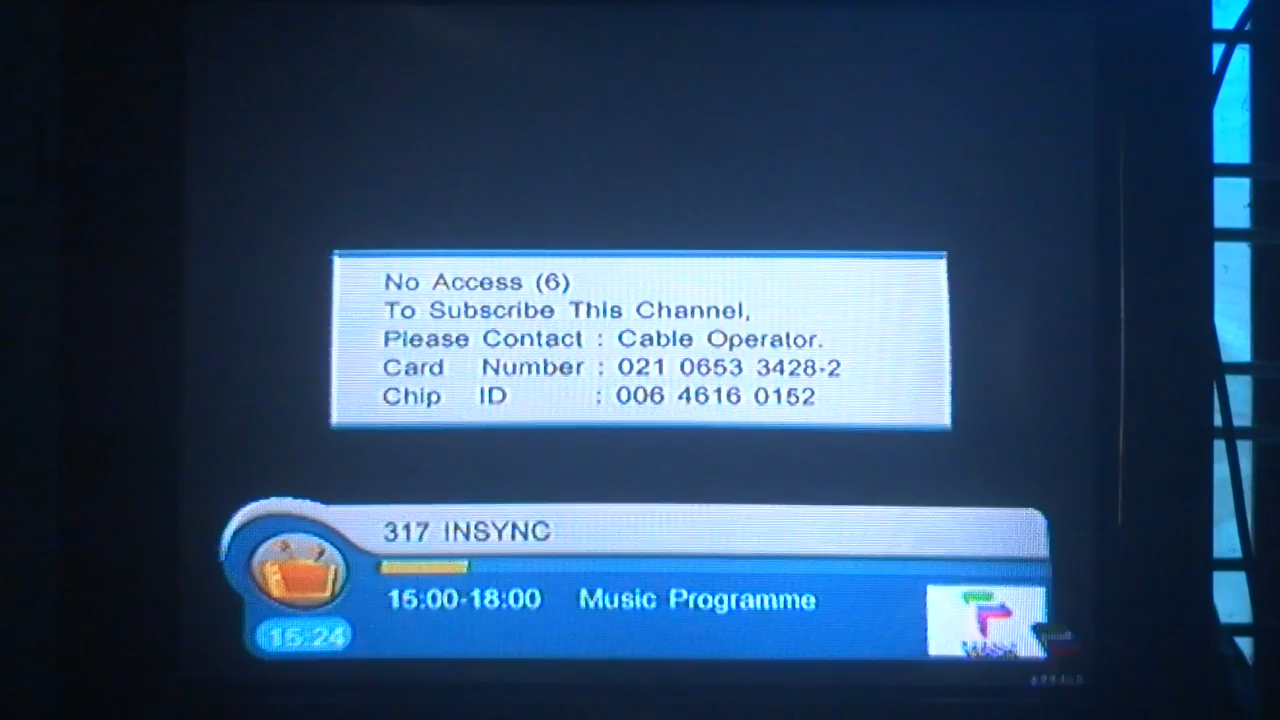 No Access (6)
To Subscribe This Channel,
Please Contact : Cable Operator.
Card Number : 021 0653 3428-2
Chip ID : 006 4616 0152
317 INSYNC
15:00-18:00 Music Programme
15:24